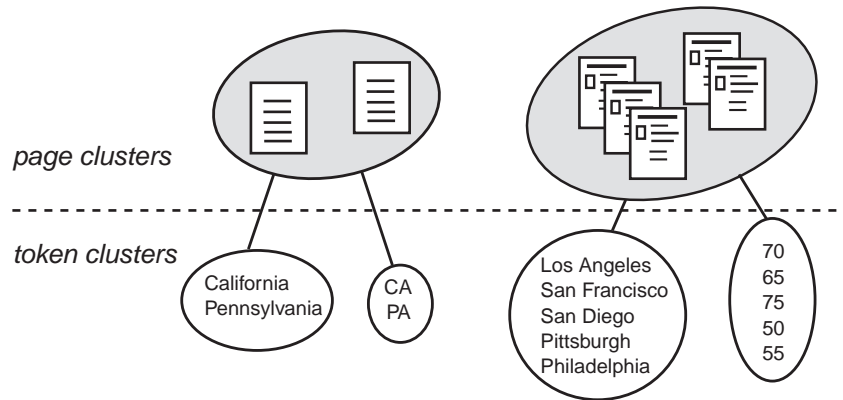 page clusters
token clusters
California
Pennsylvania
CA
PA
Los Angeles
San Francisco
San Diego
Pittsburgh
Philadelphia
70
65
75
50
55